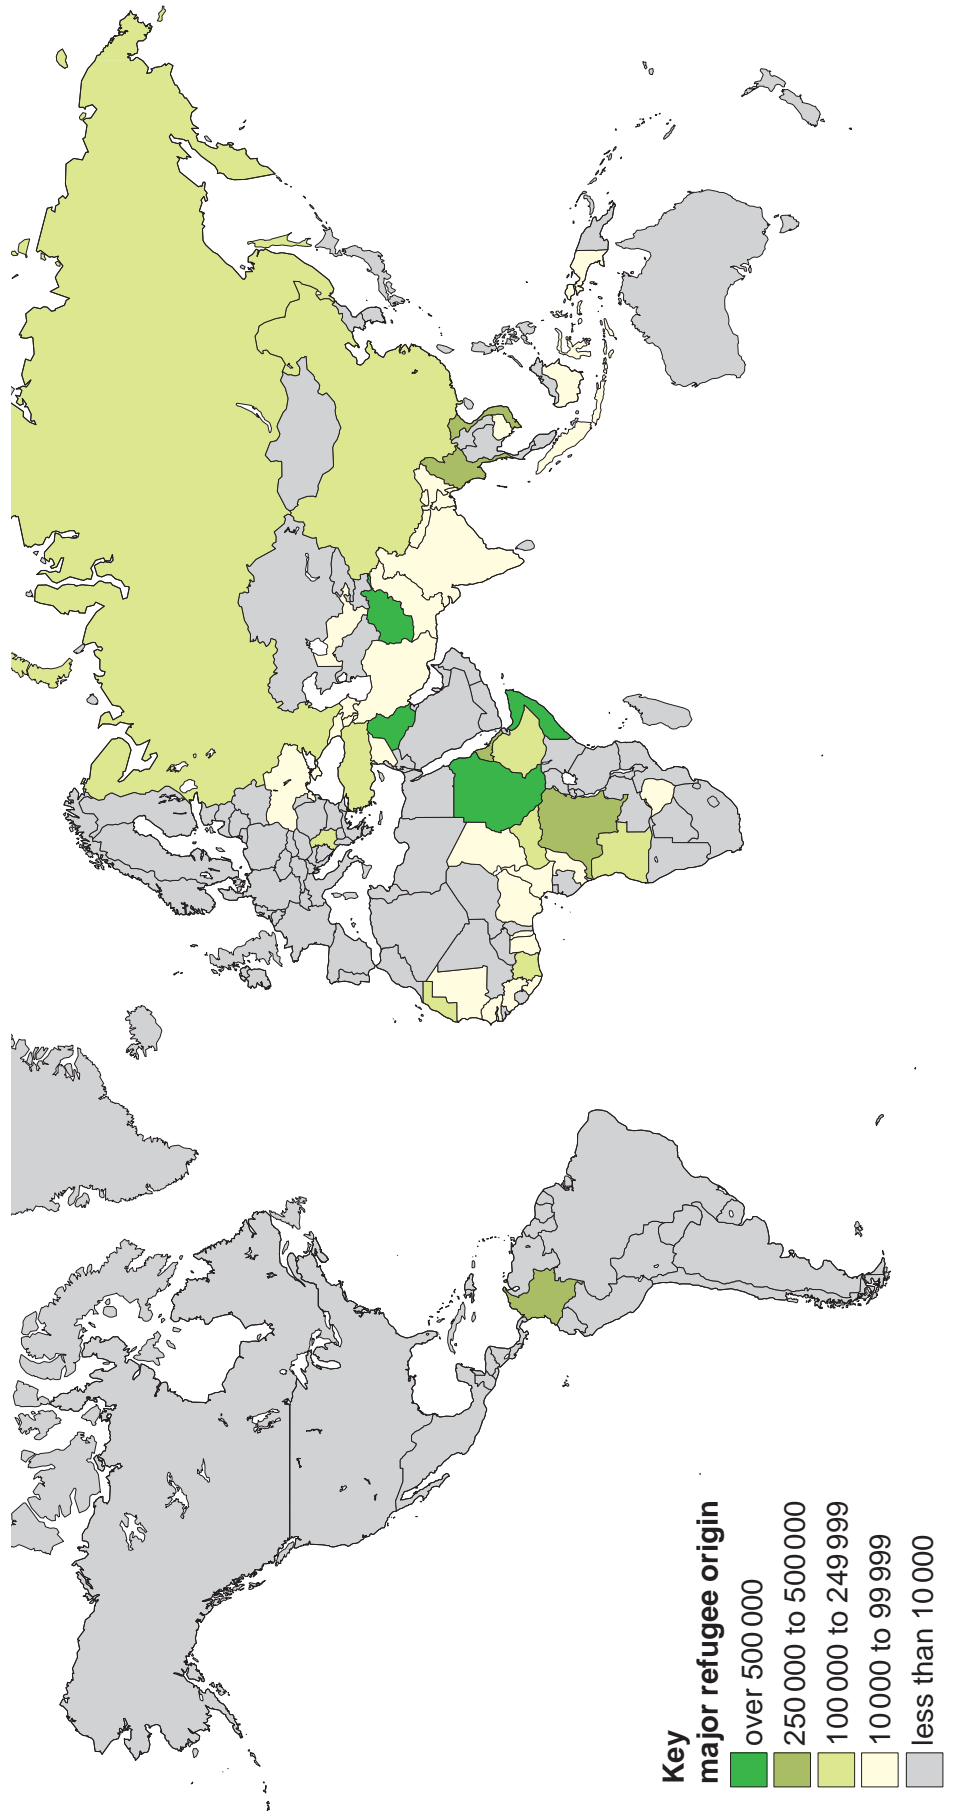 Key
major refugee origin
over 500 000
250 000 to 500 000
100 000 to 249 999
10 000 to 99 999
less than 10 000